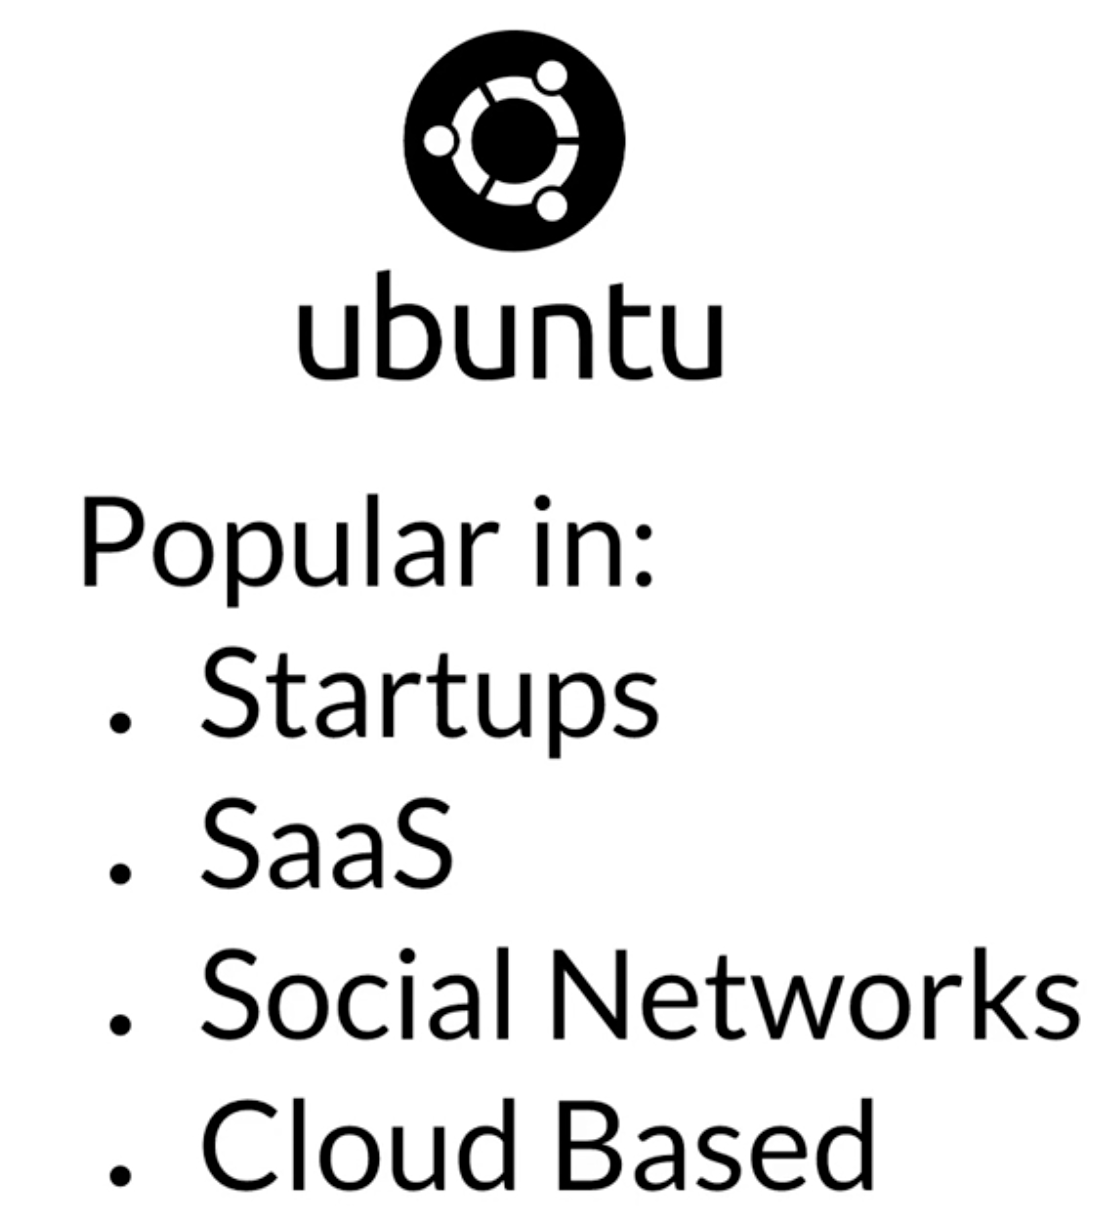 ubuntu
Popular in:
. Startups
. SaaS
. Social Networks
. Cloud Based